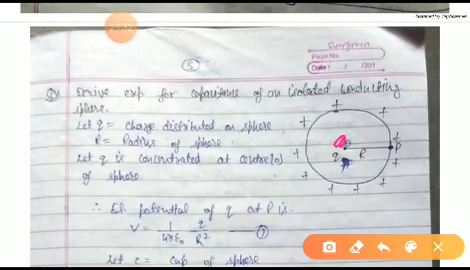 Scanned by TapScanner
Evergreen
Page No.
Date: / /201
(5)
Q Derive exp for capacitance of an isolated conducting
sphere.
Let q = charge distributed on sphere
R = Radius of sphere
Let q is concentrated at centre (O)
of sphere
q
R
P
∴ El. potential of q at P is
V = 1/4πε₀ q/R² — (1)
Let c = cap of sphere